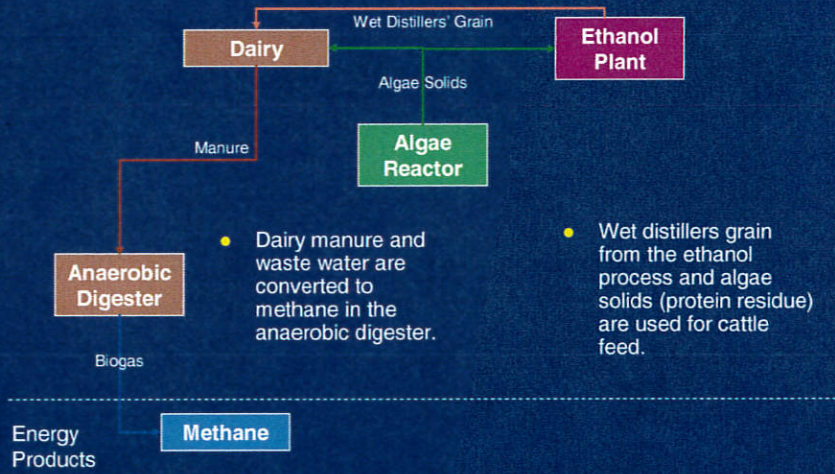 Wet Distillers' Grain
Dairy
Ethanol
Plant
Algae Solids
Manure
Algae
Reactor
● Dairy manure and
waste water are
converted to
methane in the
anaerobic digester.
● Wet distillers grain
from the ethanol
process and algae
solids (protein residue)
are used for cattle
feed.
Anaerobic
Digester
Biogas
Energy
Products
Methane